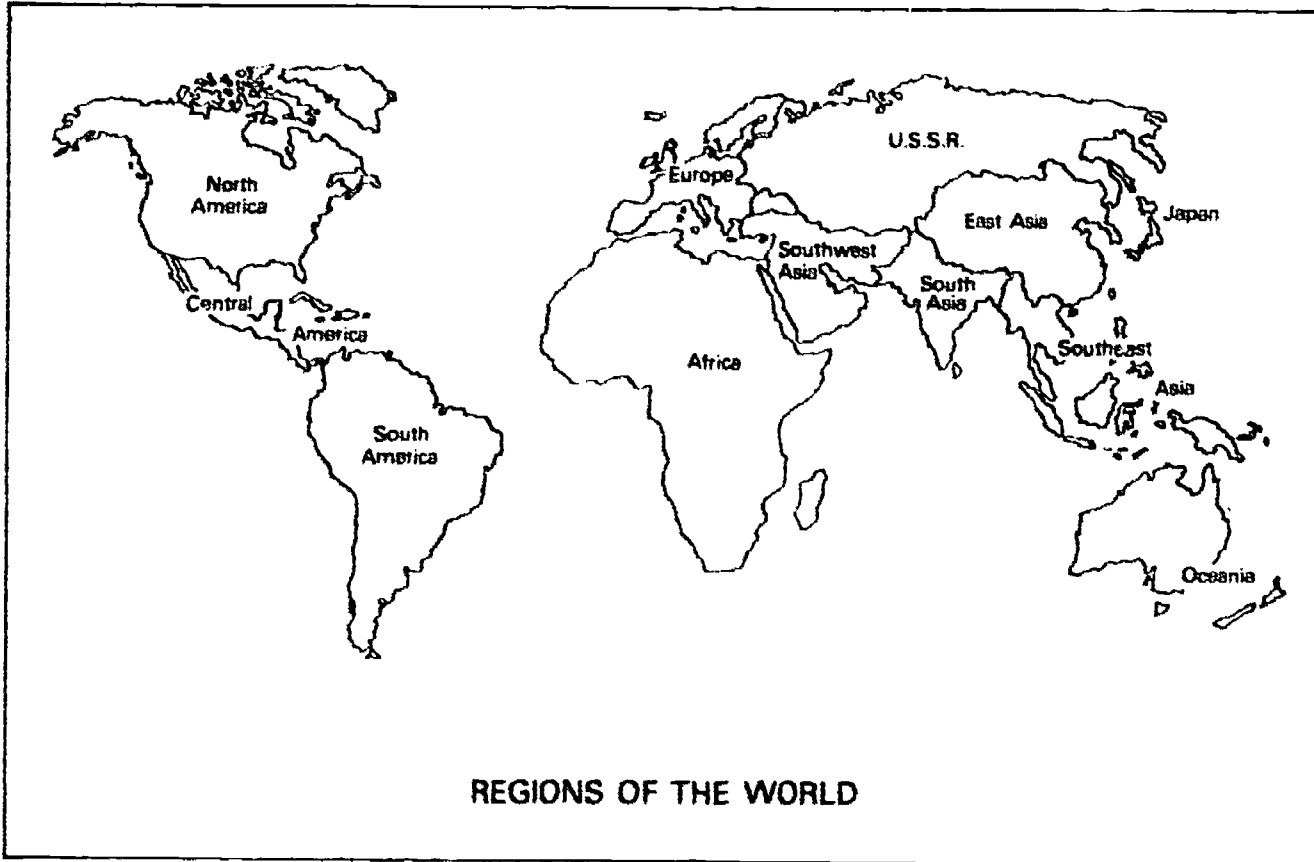 U.S.S.R.
North
America
Europe
East Asia
Japan
Southwest
Asia
South
Asia
Central
America
Africa
Southeast
Asia
South
America
Oceania
REGIONS OF THE WORLD